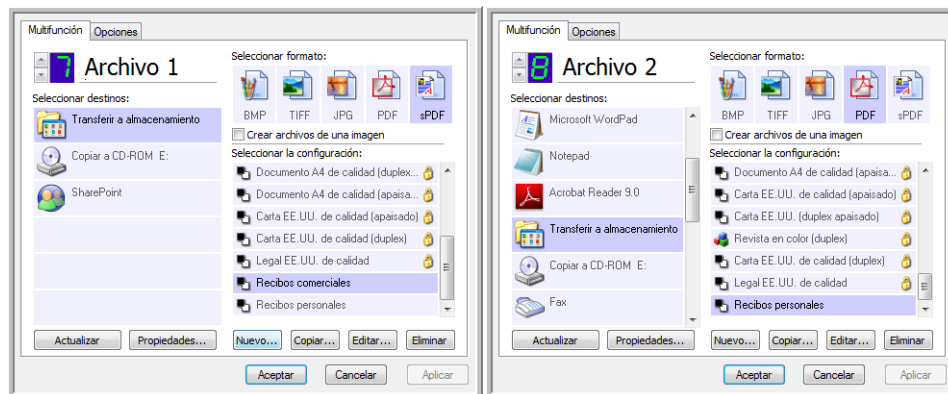 Multifunción Opciones
7 Archivo 1
Seleccionar destinos:
Transferir a almacenamiento
Copiar a CD-ROM E:
SharePoint
Actualizar Propiedades...
Seleccionar formato:
BMP TIFF JPG PDF sPDF
Crear archivos de una imagen
Seleccionar la configuración:
Documento A4 de calidad (duplex...
Documento A4 de calidad (apaisa...
Carta EE.UU. de calidad (apaisado)
Carta EE.UU. de calidad (duplex)
Legal EE.UU. de calidad
Recibos comerciales
Recibos personales
Nuevo... Copiar... Editar... Eliminar
Aceptar Cancelar Aplicar
Multifunción Opciones
8 Archivo 2
Seleccionar destinos:
Microsoft WordPad
Notepad
Acrobat Reader 9.0
Transferir a almacenamiento
Copiar a CD-ROM E:
Fax
Actualizar Propiedades...
Seleccionar formato:
BMP TIFF JPG PDF sPDF
Crear archivos de una imagen
Seleccionar la configuración:
Documento A4 de calidad (apaisa...
Carta EE.UU. de calidad (apaisado)
Carta EE.UU. (duplex apaisado)
Revista en color (duplex)
Carta EE.UU. de calidad (duplex)
Legal EE.UU. de calidad
Recibos personales
Nuevo... Copiar... Editar... Eliminar
Aceptar Cancelar Aplicar